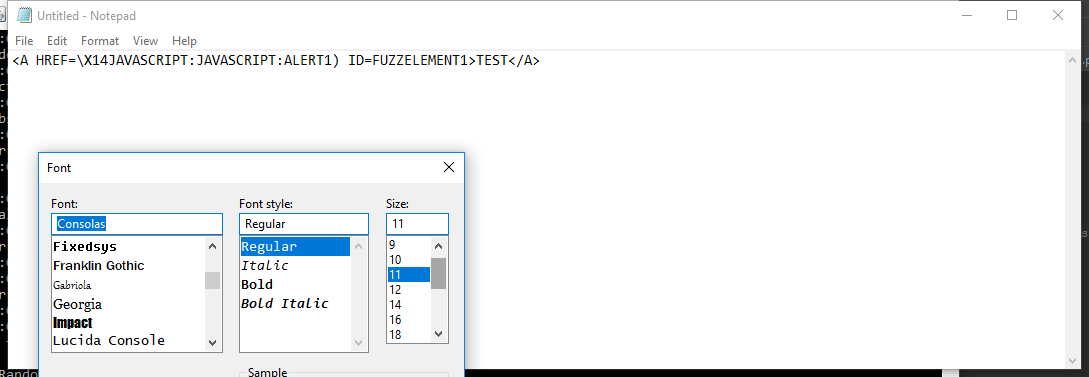 Untitled - Notepad
File Edit Format View Help
<A HREF=\X14JAVASCRIPT:JAVASCRIPT:ALERT1) ID=FUZZELEMENT1>TEST</A>
Font
Font: Font style: Size:
Consolas Regular 11
Fixedsys Regular 9
Franklin Gothic Italic 10
Gabriola Bold 11
Georgia Bold Italic 12
Impact 14
Lucida Console 16
18
Sample
Rando